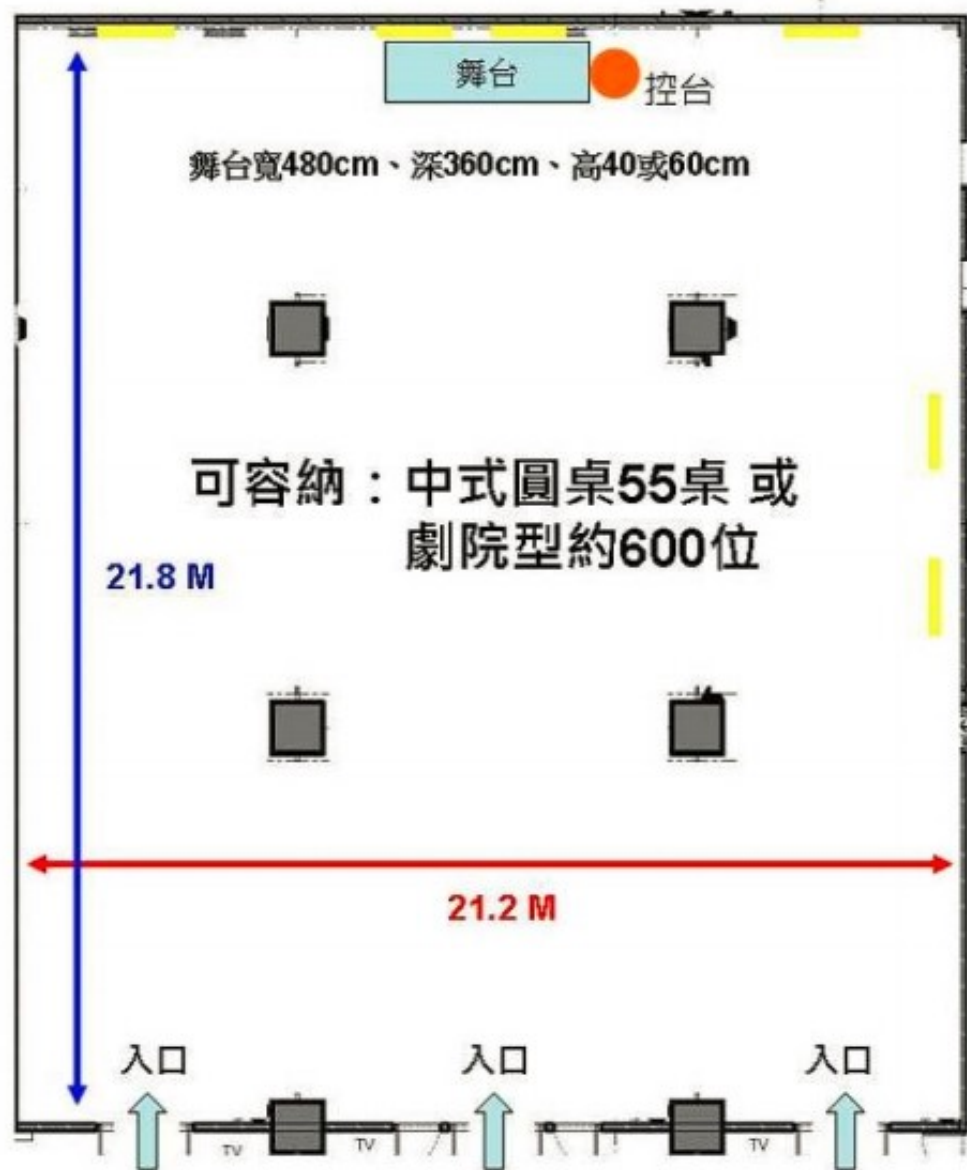 舞台
控台
舞台寬480cm、深360cm、高40或60cm
可容納：中式圓桌55桌 或
劇院型約600位
21.8 M
21.2 M
入口 入口 入口
TV TV TV